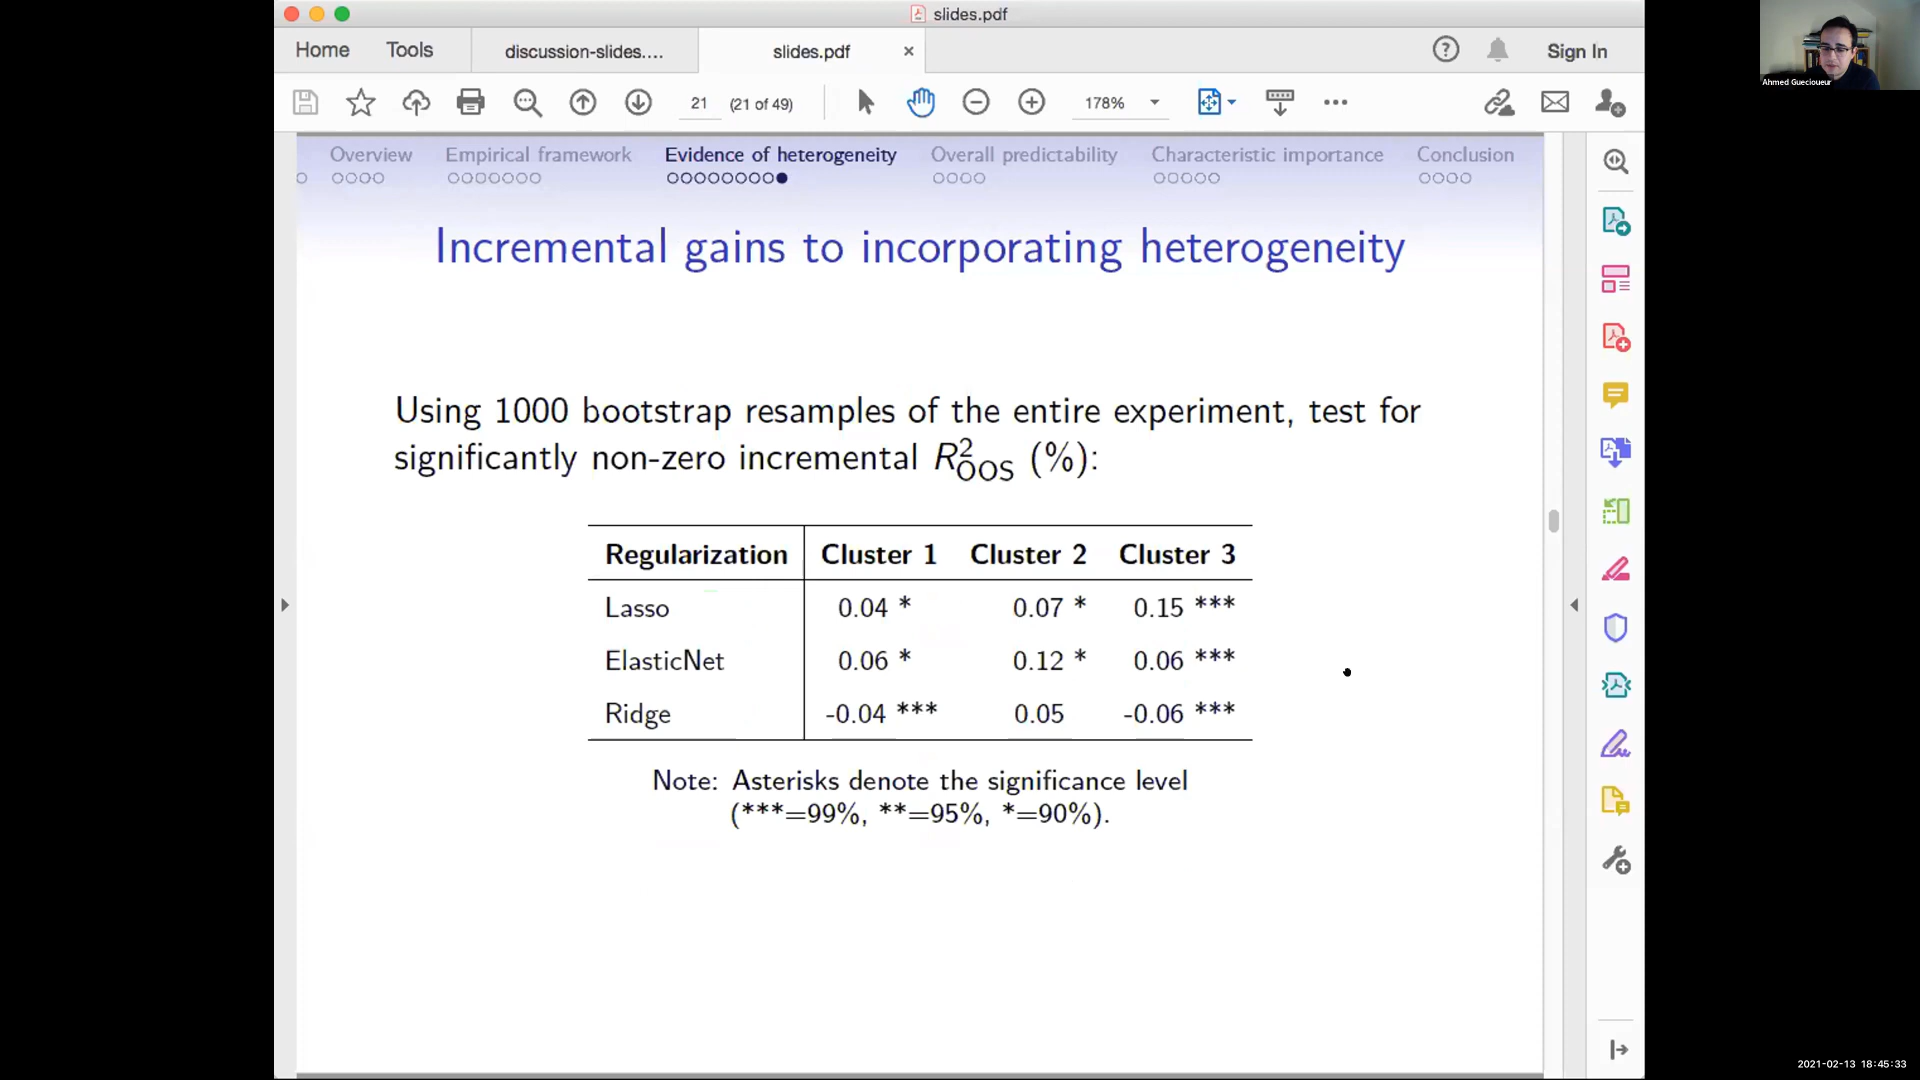 slides.pdf
Home Tools discussion-slides.... slides.pdf × Sign In
21 (21 of 49) 178%
Overview Empirical framework Evidence of heterogeneity Overall predictability Characteristic importance Conclusion
Incremental gains to incorporating heterogeneity
Using 1000 bootstrap resamples of the entire experiment, test for
significantly non-zero incremental R²OOS (%):
Regularization Cluster 1 Cluster 2 Cluster 3
Lasso 0.04 * 0.07 * 0.15 ***
ElasticNet 0.06 * 0.12 * 0.06 ***
Ridge -0.04 *** 0.05 -0.06 ***
Note: Asterisks denote the significance level
(***=99%, **=95%, *=90%).
Ahmed Guecioueur
2021-02-13 18:45:33